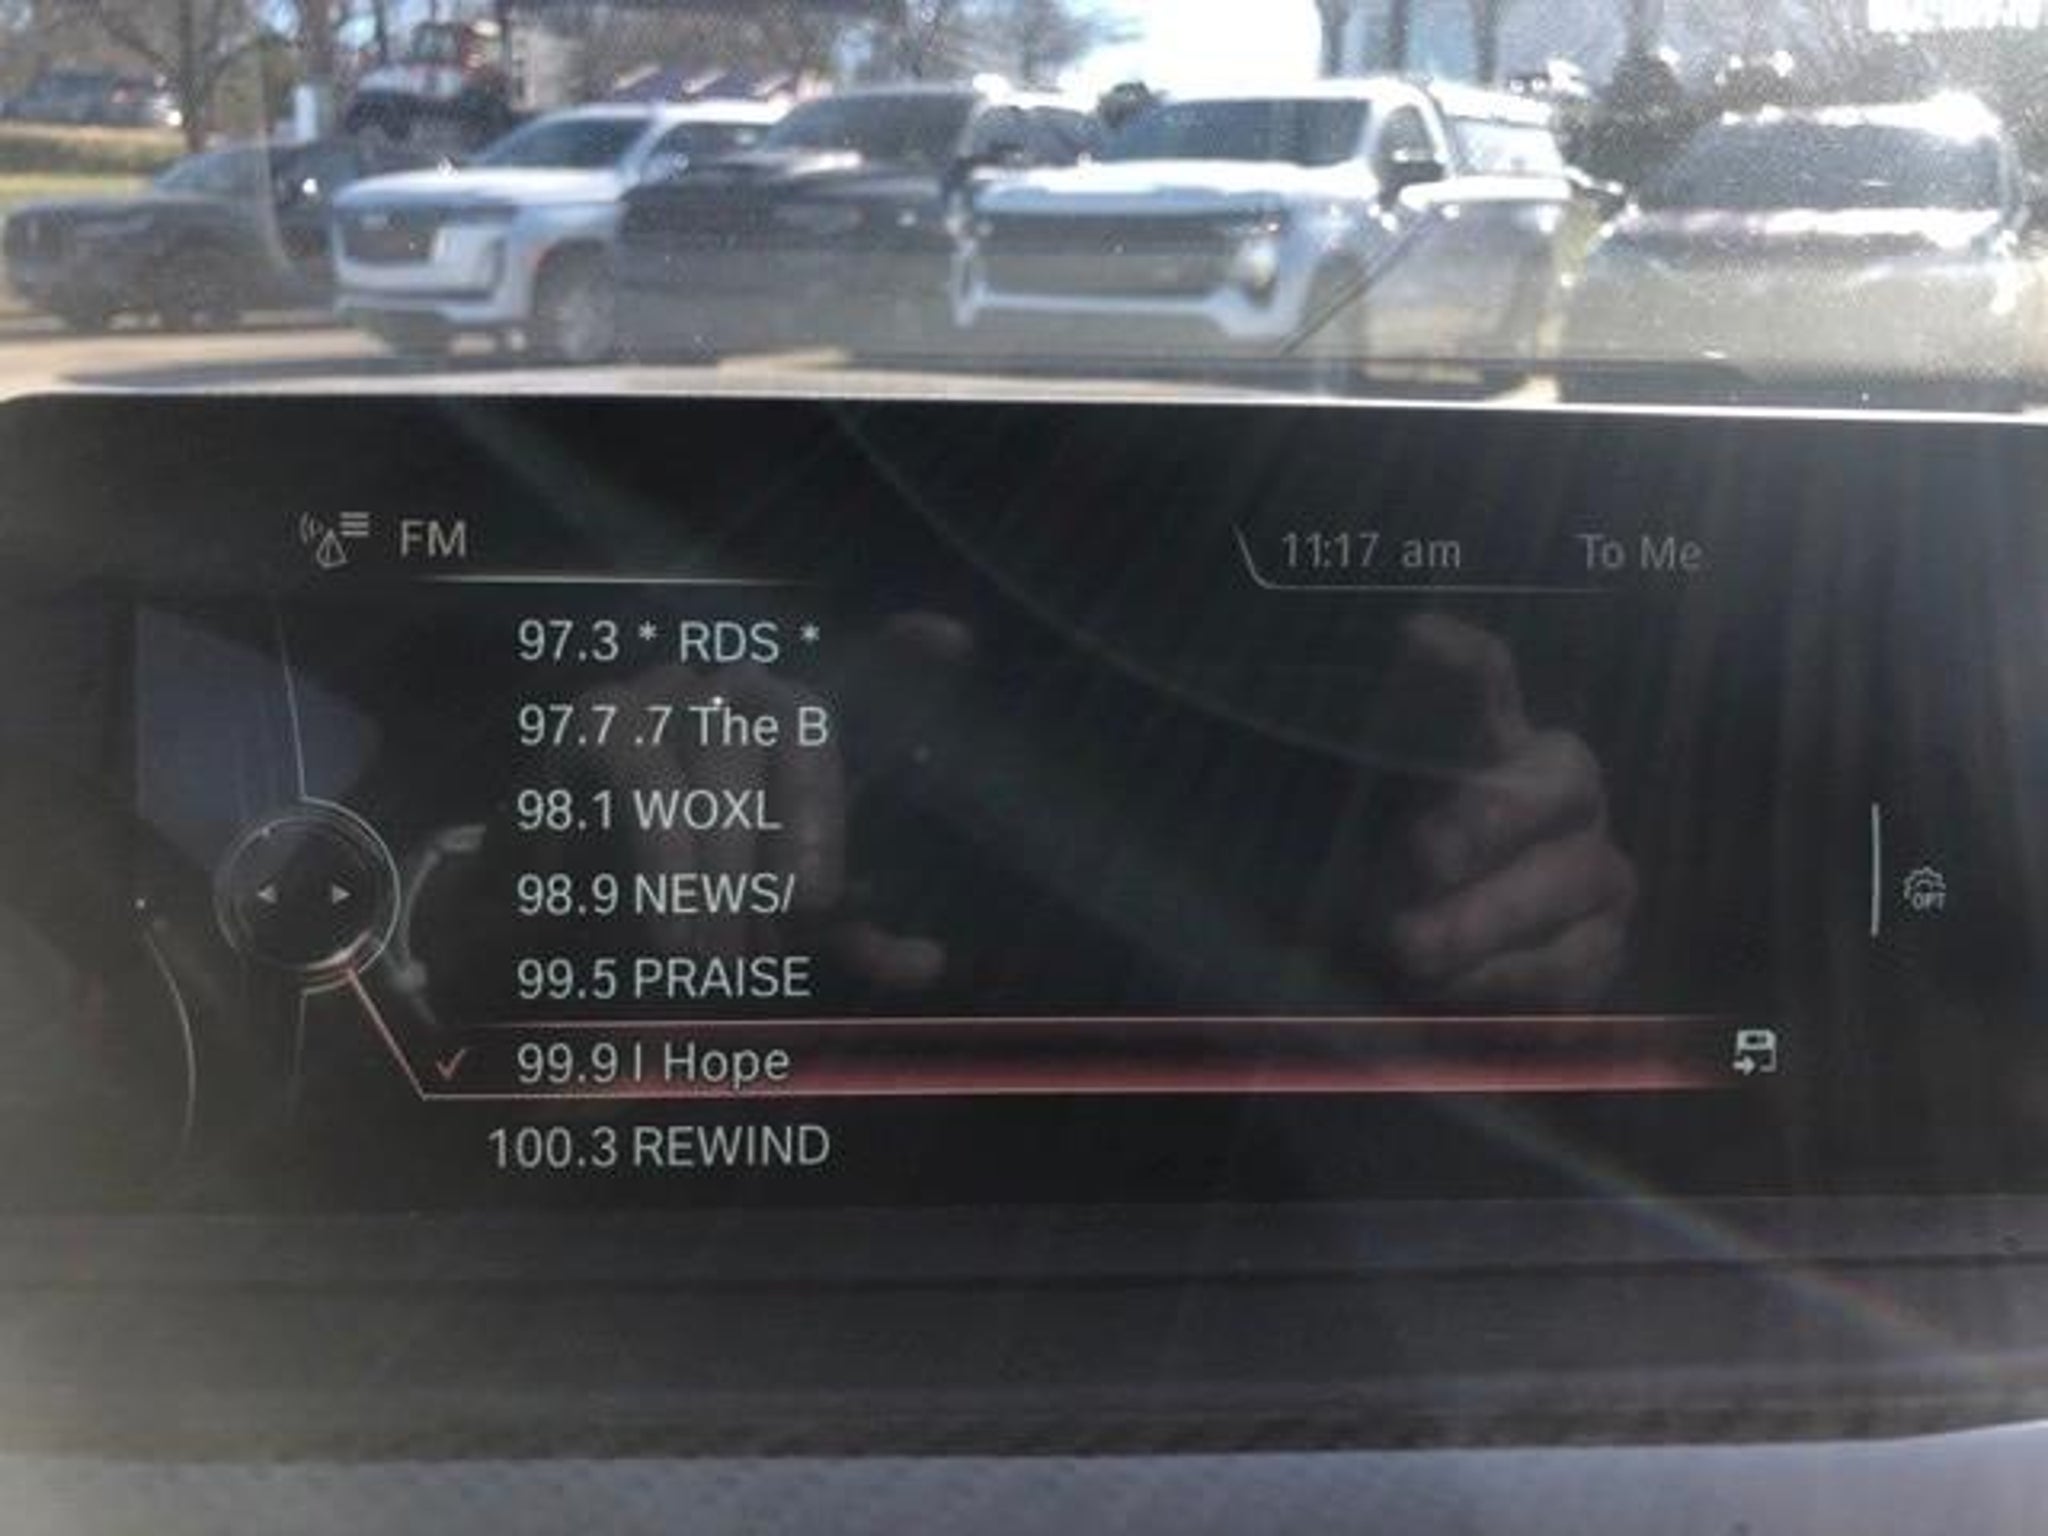 FM
11:17 am To Me
97.3 * RDS *
97.7 .7 The B
98.1 WOXL
98.9 NEWS/
99.5 PRAISE
99.9 I Hope
100.3 REWIND
OPT